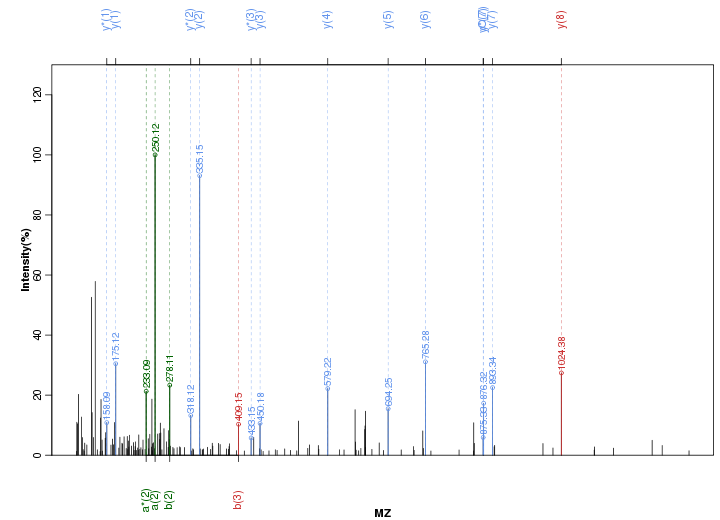 y*(1)
y(1)
y*(2)
y(2)
y*(3)
y(3)
y(4)
y(5)
y(6)
y(7)
y(8)
120
100
80
60
40
20
0
Intensity(%)
158.09
175.12
233.09
250.12
278.11
318.12
335.15
409.15
433.15
450.18
579.22
694.25
765.28
875.33
876.32
893.34
1024.38
a*(2)
a(2)
b(2)
b(3)
MZ